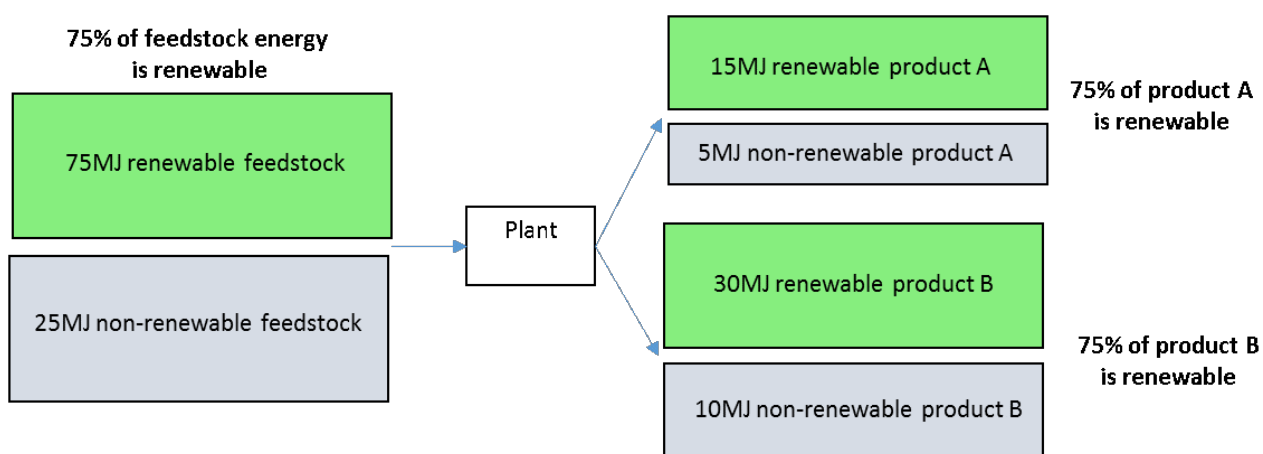 75% of feedstock energy
is renewable
75MJ renewable feedstock
25MJ non-renewable feedstock
Plant
15MJ renewable product A
5MJ non-renewable product A
75% of product A
is renewable
30MJ renewable product B
10MJ non-renewable product B
75% of product B
is renewable